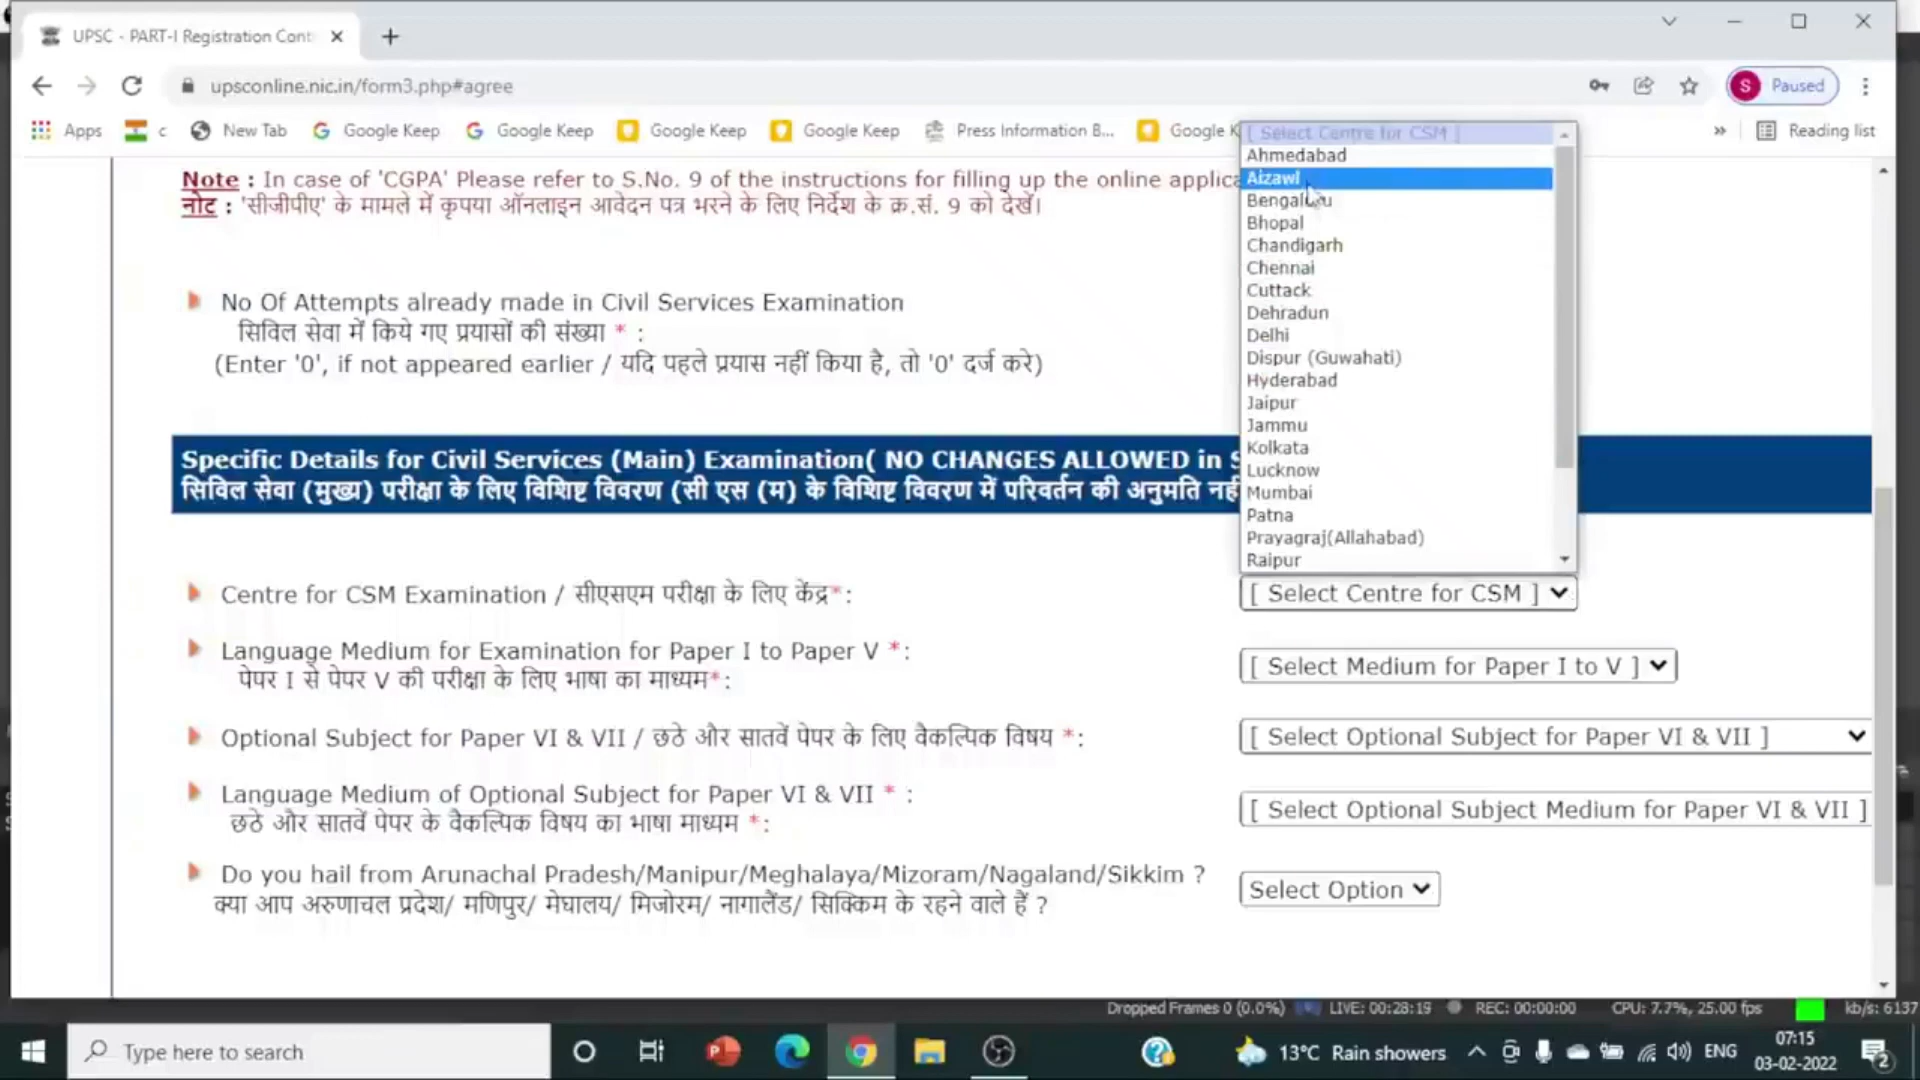 UPSC - PART-I Registration Cont
upsconline.nic.in/form3.php#agree
S Paused
Apps
c
New Tab
Google Keep
Google Keep
Google Keep
Google Keep
Press Information B...
Google K
»
Reading list
Note : In case of 'CGPA' Please refer to S.No. 9 of the instructions for filling up the online applica
नोट : 'सीजीपीए' के मामले में कृपया ऑनलाइन आवेदन पत्र भरने के लिए निर्देश के क्र.सं. 9 को देखें।
No Of Attempts already made in Civil Services Examination
सिविल सेवा में किये गए प्रयासों की संख्या * :
(Enter '0', if not appeared earlier / यदि पहले प्रयास नहीं किया है, तो '0' दर्ज करे)
Specific Details for Civil Services (Main) Examination( NO CHANGES ALLOWED in S
सिविल सेवा (मुख्य) परीक्षा के लिए विशिष्ट विवरण (सी एस (म) के विशिष्ट विवरण में परिवर्तन की अनुमति नहीं
[ Select Centre for CSM ]
Ahmedabad
Aizawl
Bengaluru
Bhopal
Chandigarh
Chennai
Cuttack
Dehradun
Delhi
Dispur (Guwahati)
Hyderabad
Jaipur
Jammu
Kolkata
Lucknow
Mumbai
Patna
Prayagraj(Allahabad)
Raipur
Centre for CSM Examination / सीएसएम परीक्षा के लिए केंद्र*:
[ Select Centre for CSM ]
Language Medium for Examination for Paper I to Paper V *:
पेपर I से पेपर V की परीक्षा के लिए भाषा का माध्यम*:
[ Select Medium for Paper I to V ]
Optional Subject for Paper VI & VII / छठे और सातवें पेपर के लिए वैकल्पिक विषय *:
[ Select Optional Subject for Paper VI & VII ]
Language Medium of Optional Subject for Paper VI & VII * :
छठे और सातवें पेपर के वैकल्पिक विषय का भाषा माध्यम *:
[ Select Optional Subject Medium for Paper VI & VII ]
Do you hail from Arunachal Pradesh/Manipur/Meghalaya/Mizoram/Nagaland/Sikkim ?
क्या आप अरुणाचल प्रदेश/ मणिपुर/ मेघालय/ मिजोरम/ नागालैंड/ सिक्किम के रहने वाले हैं ?
Select Option
Dropped Frames 0 (0.0%)
LIVE: 00:28:19
REC: 00:00:00
CPU: 7.7%, 25.00 fps
kb/s: 6137
Type here to search
13°C Rain showers
ENG
07:15
03-02-2022
2